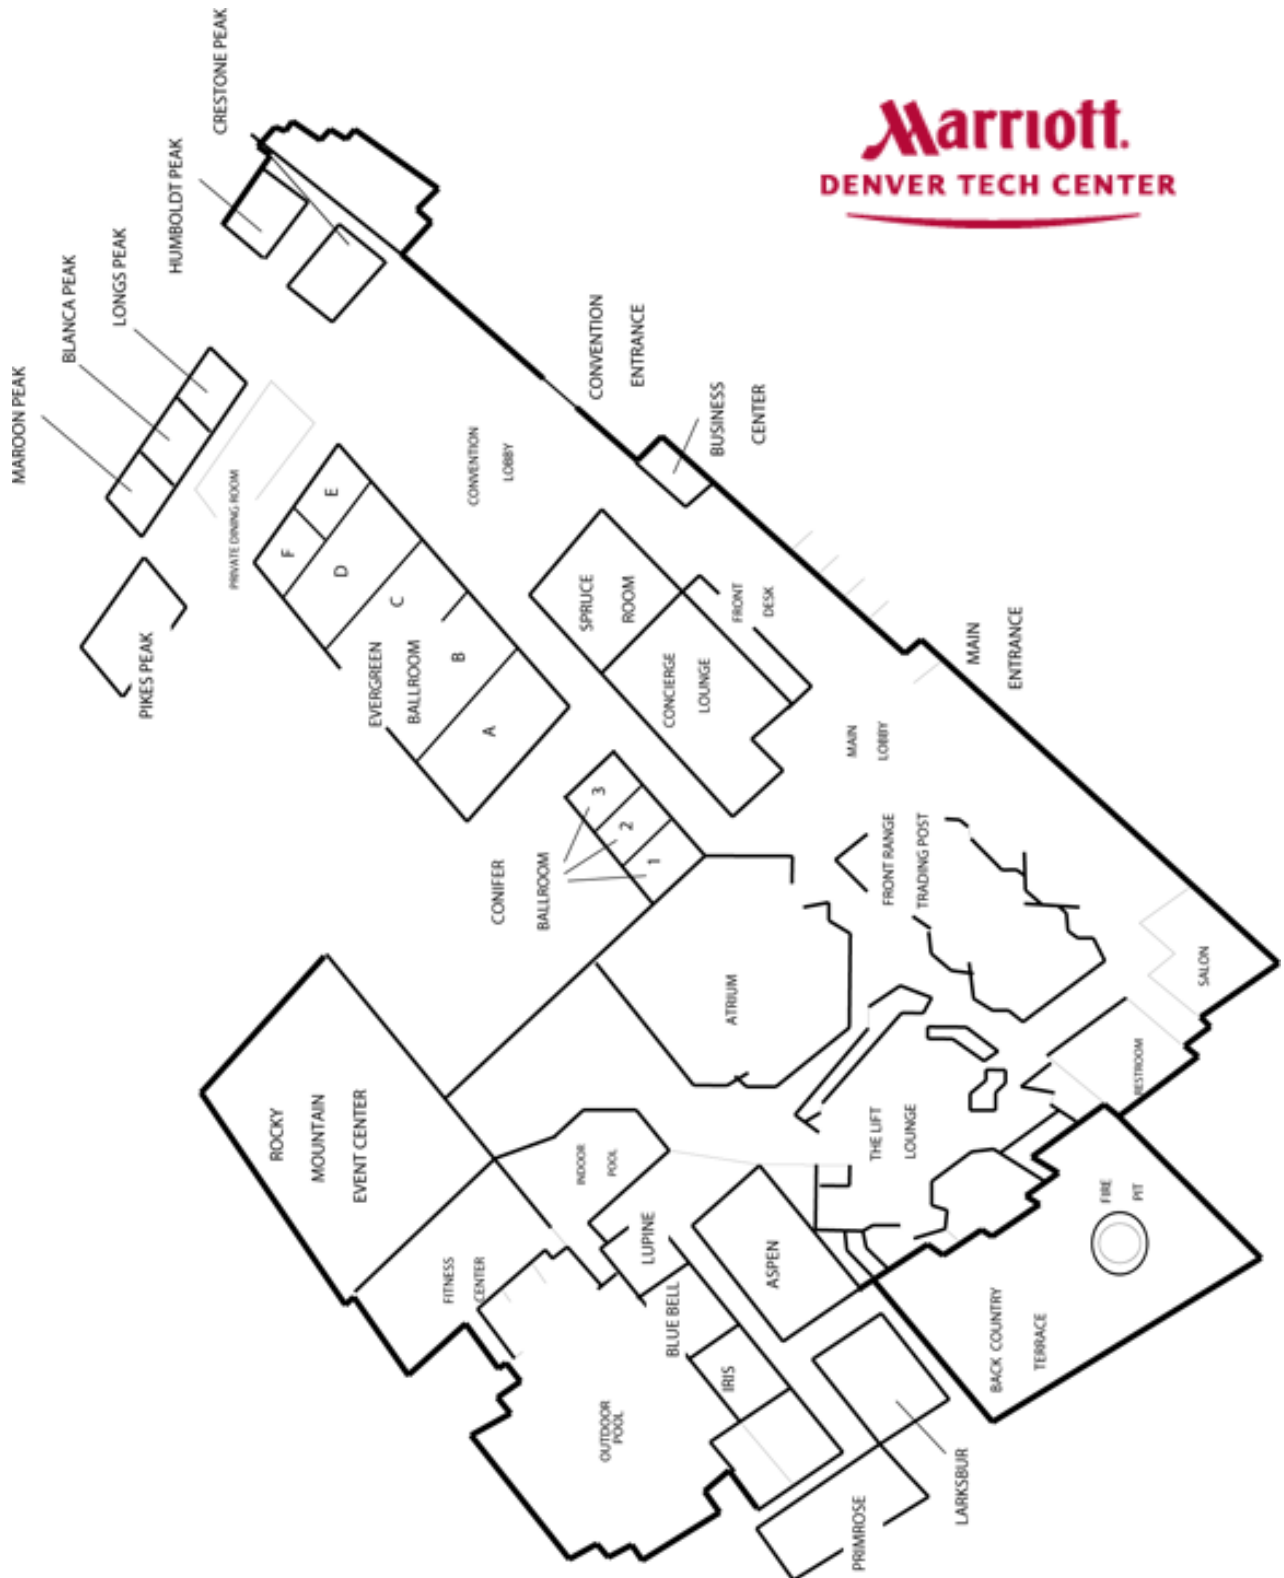 Marriott.
DENVER TECH CENTER
CRESTONE PEAK
HUMBOLDT PEAK
LONGS PEAK
BLANCA PEAK
MAROON PEAK
PIKES PEAK
PRIVATE DINING ROOM
CONVENTION
ENTRANCE
BUSINESS
CENTER
CONVENTION
LOBBY
E
F
D
C
EVERGREEN
BALLROOM
B
A
SPRUCE
ROOM
FRONT
DESK
CONCIERGE
LOUNGE
MAIN
ENTRANCE
MAIN
LOBBY
CONIFER
BALLROOM
3
2
1
FRONT RANGE
TRADING POST
SALON
RESTROOM
ATRIUM
ROCKY
MOUNTAIN
EVENT CENTER
INDOOR
POOL
THE LIFT
LOUNGE
FIRE
PIT
LUPINE
ASPEN
FITNESS
CENTER
BLUE BELL
IRIS
BACK COUNTRY
TERRACE
OUTDOOR
POOL
LARKSBUR
PRIMROSE